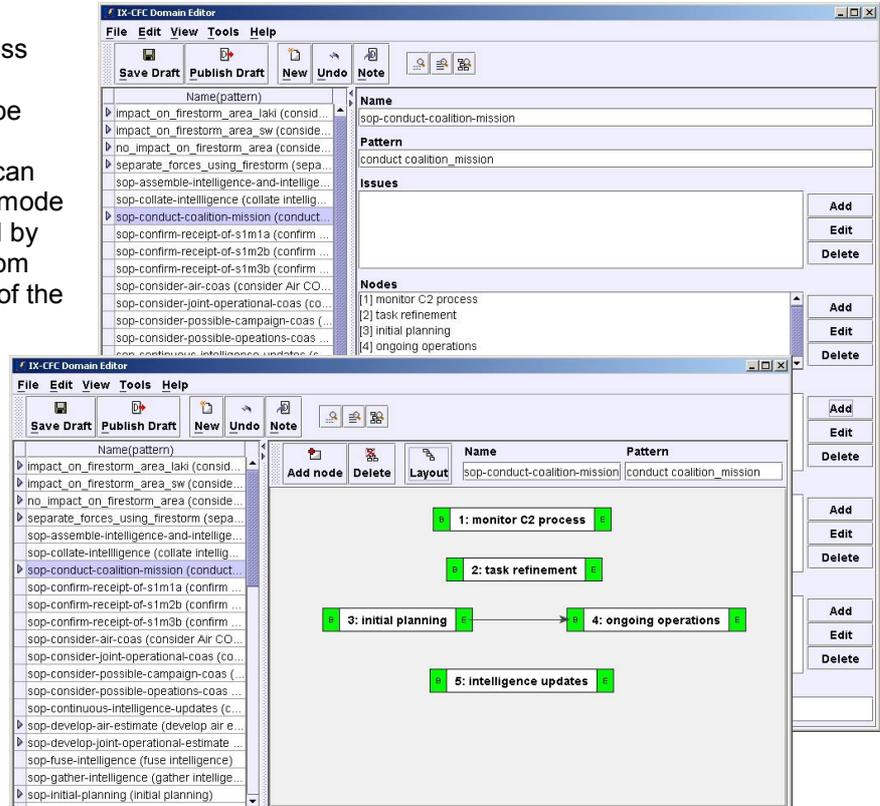 ss
be
can
mode
l by
om
of the
IX-CFC Domain Editor
File Edit View Tools Help
Save Draft Publish Draft New Undo Note
Name(pattern)
impact_on_firestorm_area_laki (consid...
impact_on_firestorm_area_sw (conside...
no_impact_on_firestorm_area (conside...
separate_forces_using_firestorm (sepa...
sop-assemble-intelligence-and-intellige...
sop-collate-intellligence (collate intellig...
sop-conduct-coalition-mission (conduct...
sop-confirm-receipt-of-s1m1a (confirm ...
sop-confirm-receipt-of-s1m2b (confirm ...
sop-confirm-receipt-of-s1m3b (confirm ...
sop-consider-air-coas (consider Air CO...
sop-consider-joint-operational-coas (co...
sop-consider-possible-campaign-coas (...
sop-consider-possible-opeations-coas ...
sop-continuous-intelligence-updates (c...
Name
sop-conduct-coalition-mission
Pattern
conduct coalition_mission
Issues
Add
Edit
Delete
Nodes
[1] monitor C2 process
[2] task refinement
[3] initial planning
[4] ongoing operations
Add
Edit
Delete
Add
Edit
Delete
Add
Edit
Delete
Add
Edit
Delete
IX-CFC Domain Editor
File Edit View Tools Help
Save Draft Publish Draft New Undo Note
Name(pattern)
impact_on_firestorm_area_laki (consid...
impact_on_firestorm_area_sw (conside...
no_impact_on_firestorm_area (conside...
separate_forces_using_firestorm (sepa...
sop-assemble-intelligence-and-intellige...
sop-collate-intellligence (collate intellig...
sop-conduct-coalition-mission (conduct...
sop-confirm-receipt-of-s1m1a (confirm ...
sop-confirm-receipt-of-s1m2b (confirm ...
sop-confirm-receipt-of-s1m3b (confirm ...
sop-consider-air-coas (consider Air CO...
sop-consider-joint-operational-coas (co...
sop-consider-possible-campaign-coas (...
sop-consider-possible-opeations-coas ...
sop-continuous-intelligence-updates (c...
sop-develop-air-estimate (develop air e...
sop-develop-joint-operational-estimate ...
sop-fuse-intelligence (fuse intelligence)
sop-gather-intelligence (gather intellige...
sop-initial-planning (initial planning)
Add node Delete Layout
Name Pattern
sop-conduct-coalition-mission conduct coalition_mission
B 1: monitor C2 process E
B 2: task refinement E
B 3: initial planning E B 4: ongoing operations E
B 5: intelligence updates E